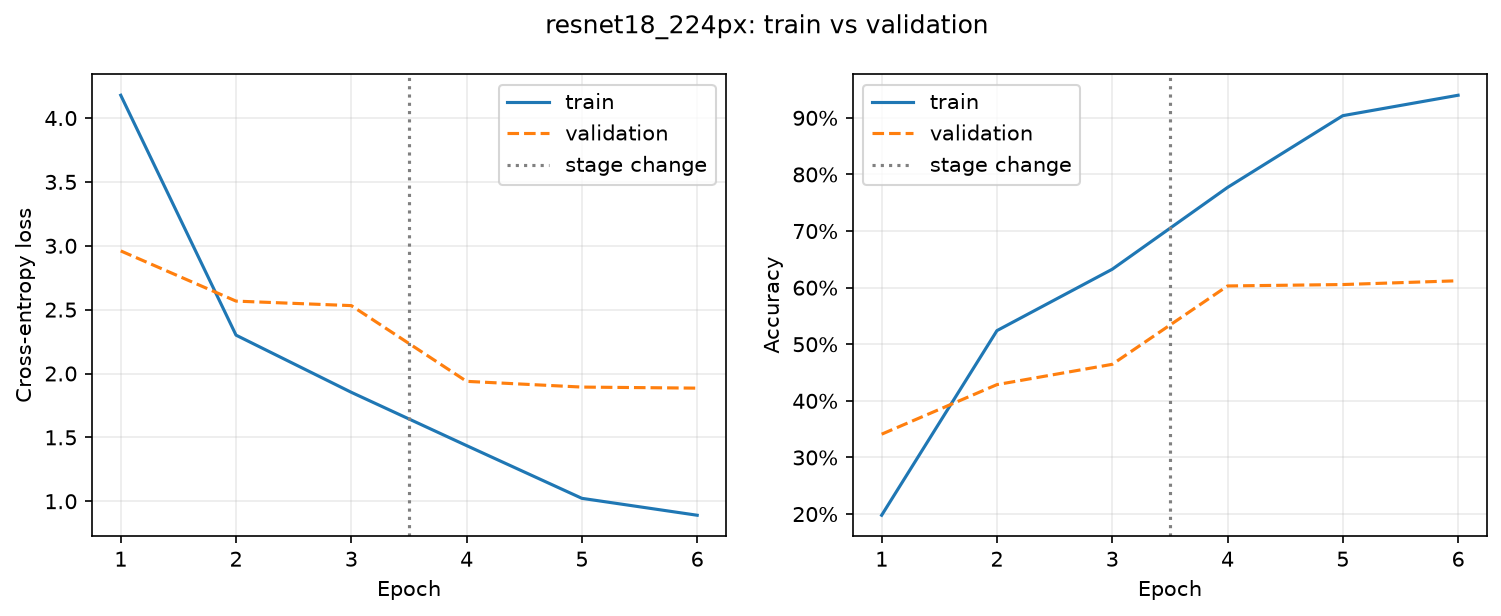 resnet18_224px: train vs validation
train
validation
stage change
4.0
3.5
3.0
2.5
2.0
1.5
1.0
Cross-entropy loss
1 2 3 4 5 6
Epoch
train
validation
stage change
90%
80%
70%
60%
50%
40%
30%
20%
Accuracy
1 2 3 4 5 6
Epoch